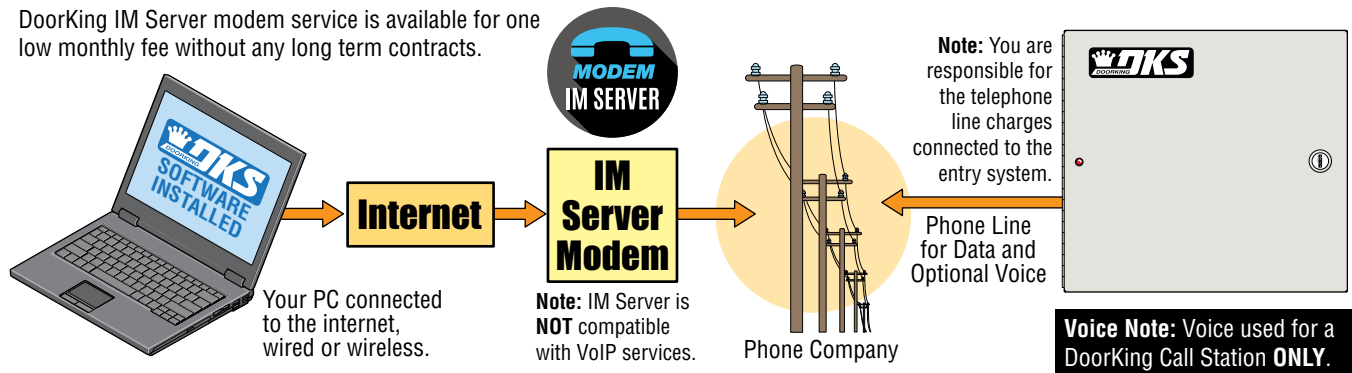 DoorKing IM Server modem service is available for one
low monthly fee without any long term contracts.
DOORKING
DKS
SOFTWARE
INSTALLED
Your PC connected
to the internet,
wired or wireless.
Internet
MODEM
IM SERVER
IM
Server
Modem
Note: IM Server is
NOT compatible
with VoIP services.
Phone Company
Note: You are
responsible for
the telephone
line charges
connected to the
entry system.
Phone Line
for Data and
Optional Voice
DOORKING
DKS
Voice Note: Voice used for a
DoorKing Call Station ONLY.